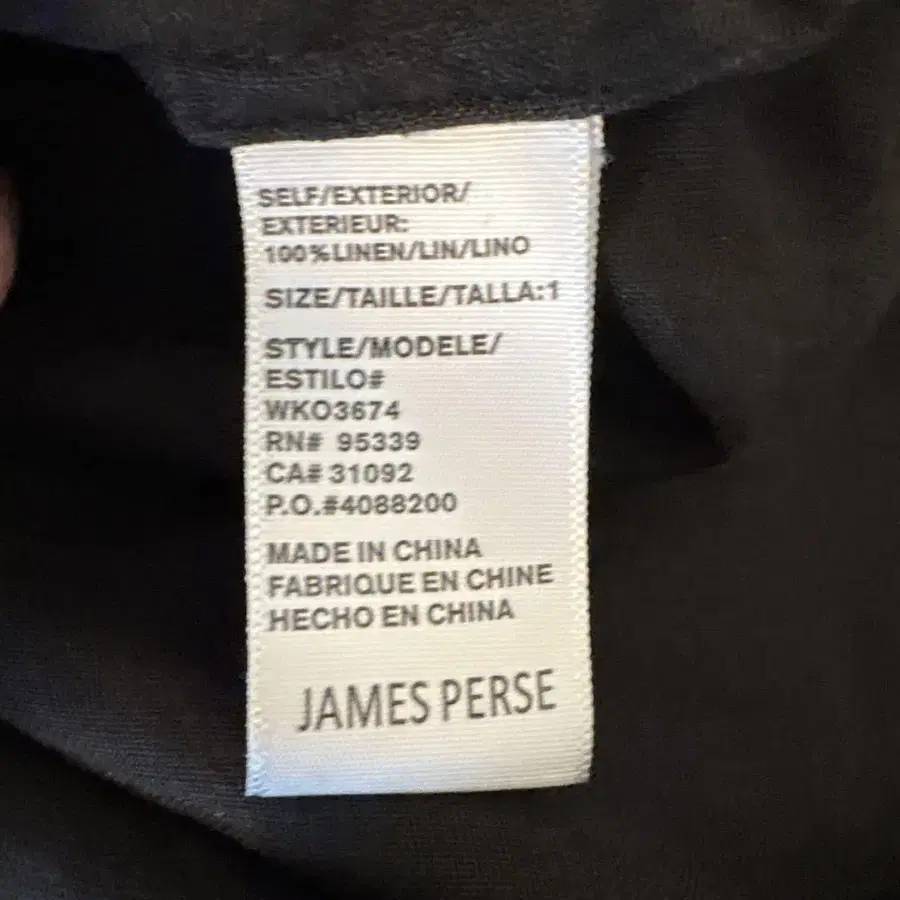 SELF/EXTERIOR/
EXTERIEUR:
100%LINEN/LIN/LINO
SIZE/TAILLE/TALLA:1
STYLE/MODELE/
ESTILO#
WKO3674
RN# 95339
CA# 31092
P.O.#4088200
MADE IN CHINA
FABRIQUE EN CHINE
HECHO EN CHINA
JAMES PERSE